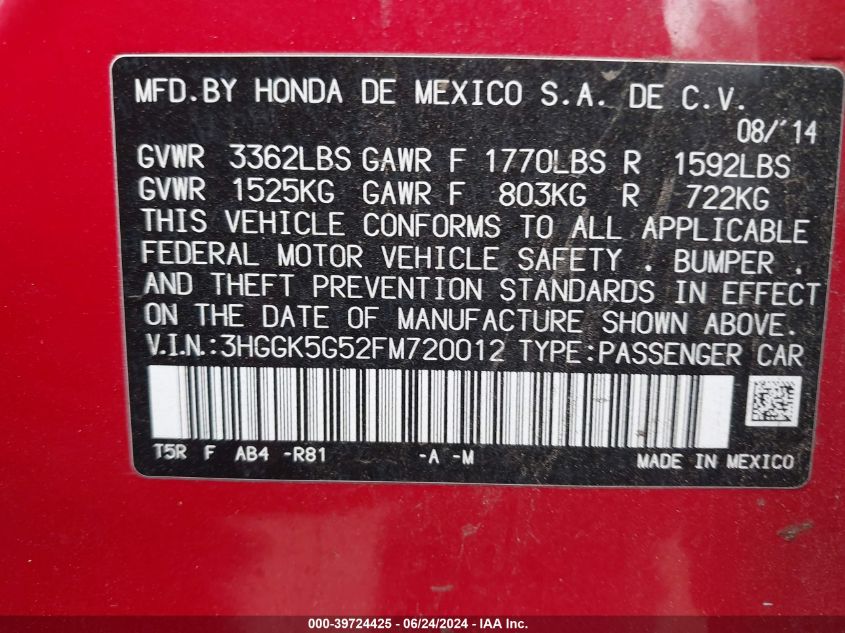 MFD.BY HONDA DE MEXICO S.A. DE C.V.
08/'14
GVWR 3362LBS GAWR F 1770LBS R 1592LBS
GVWR 1525KG GAWR F 803KG R 722KG
THIS VEHICLE CONFORMS TO ALL APPLICABLE
FEDERAL MOTOR VEHICLE SAFETY . BUMPER .
AND THEFT PREVENTION STANDARDS IN EFFECT
ON THE DATE OF MANUFACTURE SHOWN ABOVE.
V.I.N.:3HGGK5G52FM720012 TYPE:PASSENGER CAR
T5R F AB4 -R81 -A -M MADE IN MEXICO
000-39724425 - 06/24/2024 - IAA Inc.